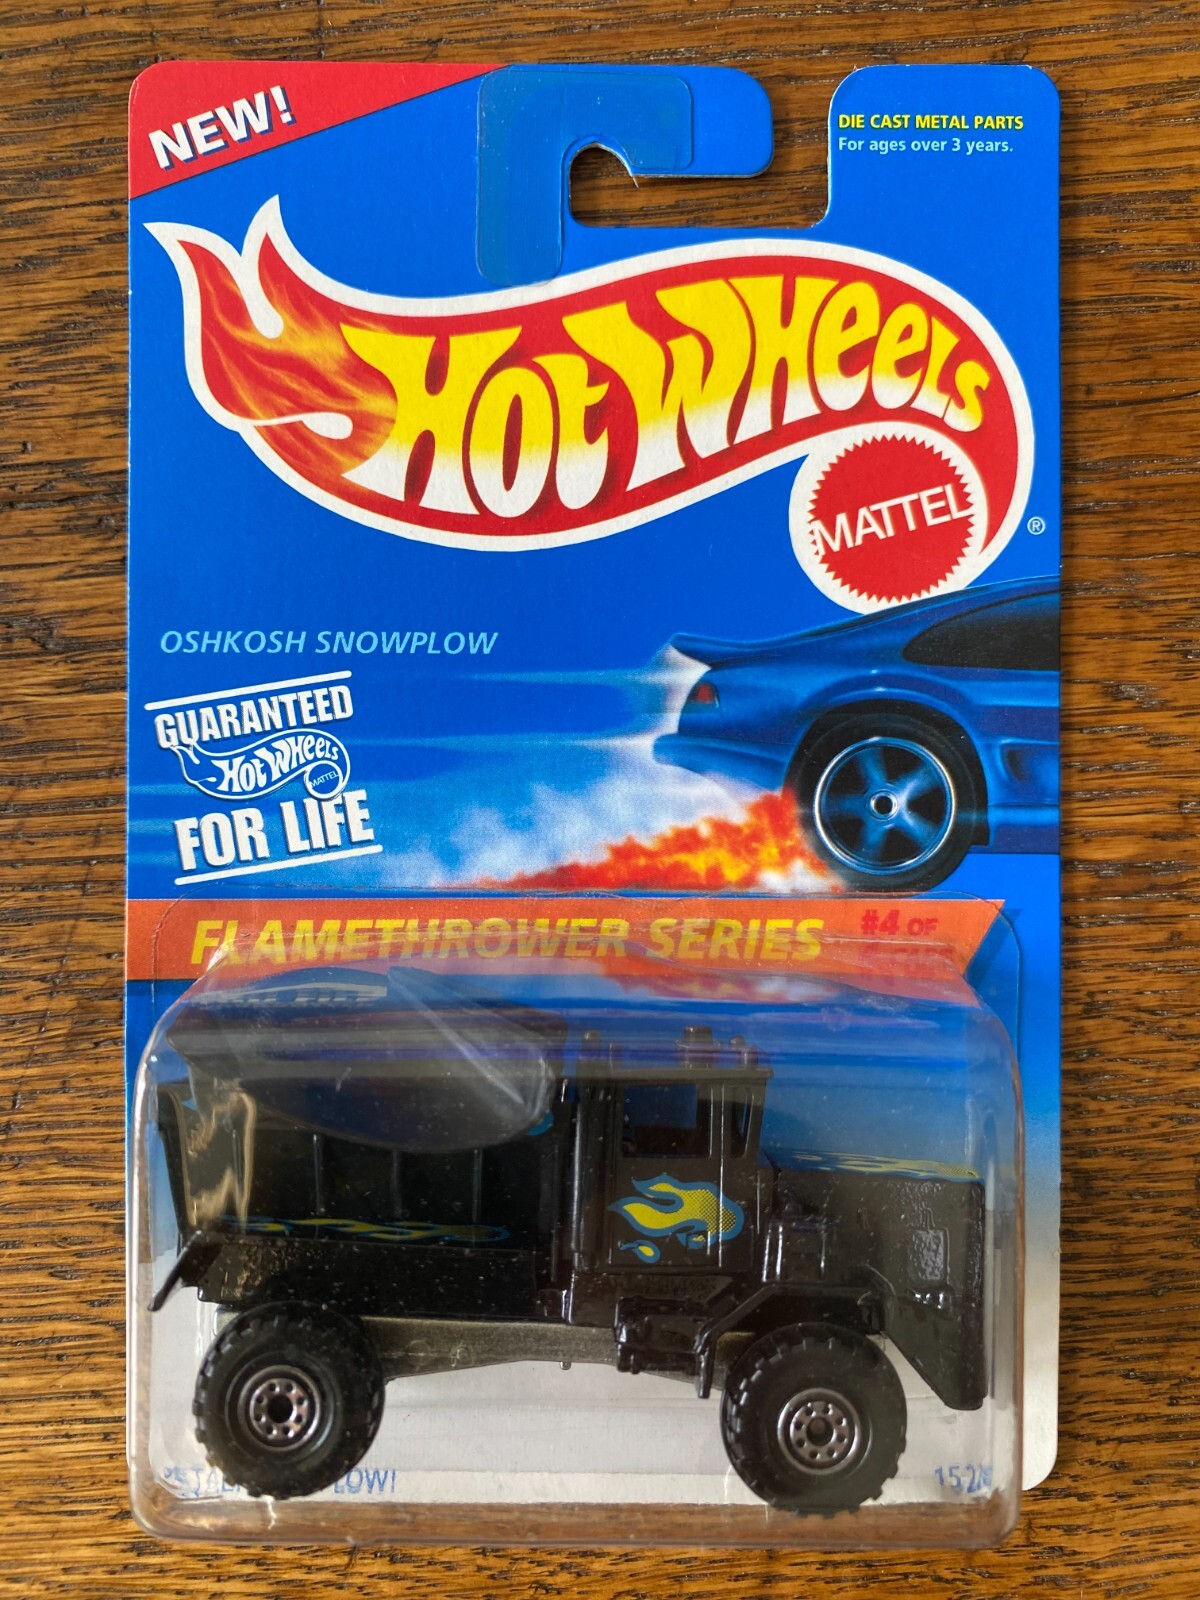 NEW!
DIE CAST METAL PARTS
For ages over 3 years.
HOT WHEELS
MATTEL
®
OSHKOSH SNOWPLOW
GUARANTEED
HOT WHEELS
MATTEL
FOR LIFE
FLAMETHROWER SERIES
#4 OF